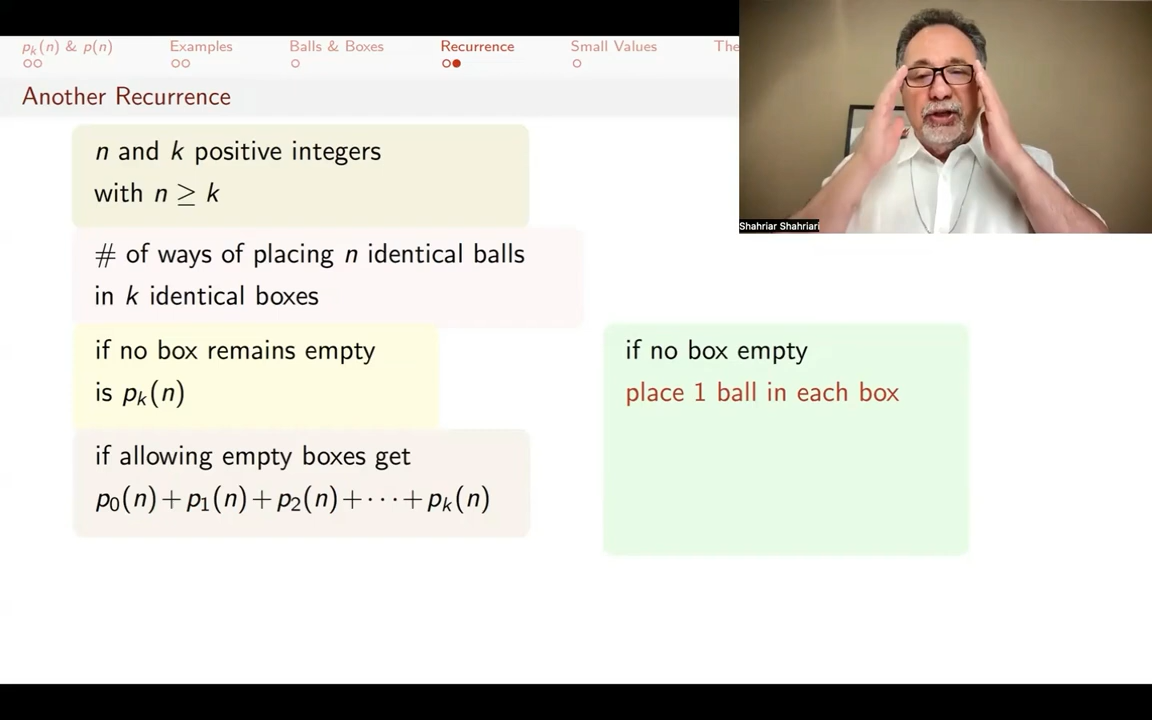 pₖ(n) & p(n) Examples Balls & Boxes Recurrence Small Values The
Another Recurrence
n and k positive integers
with n ≥ k
# of ways of placing n identical balls
in k identical boxes
if no box remains empty
is pₖ(n)
if allowing empty boxes get
p₀(n)+p₁(n)+p₂(n)+⋯+pₖ(n)
if no box empty
place 1 ball in each box
Shahriar Shahriari